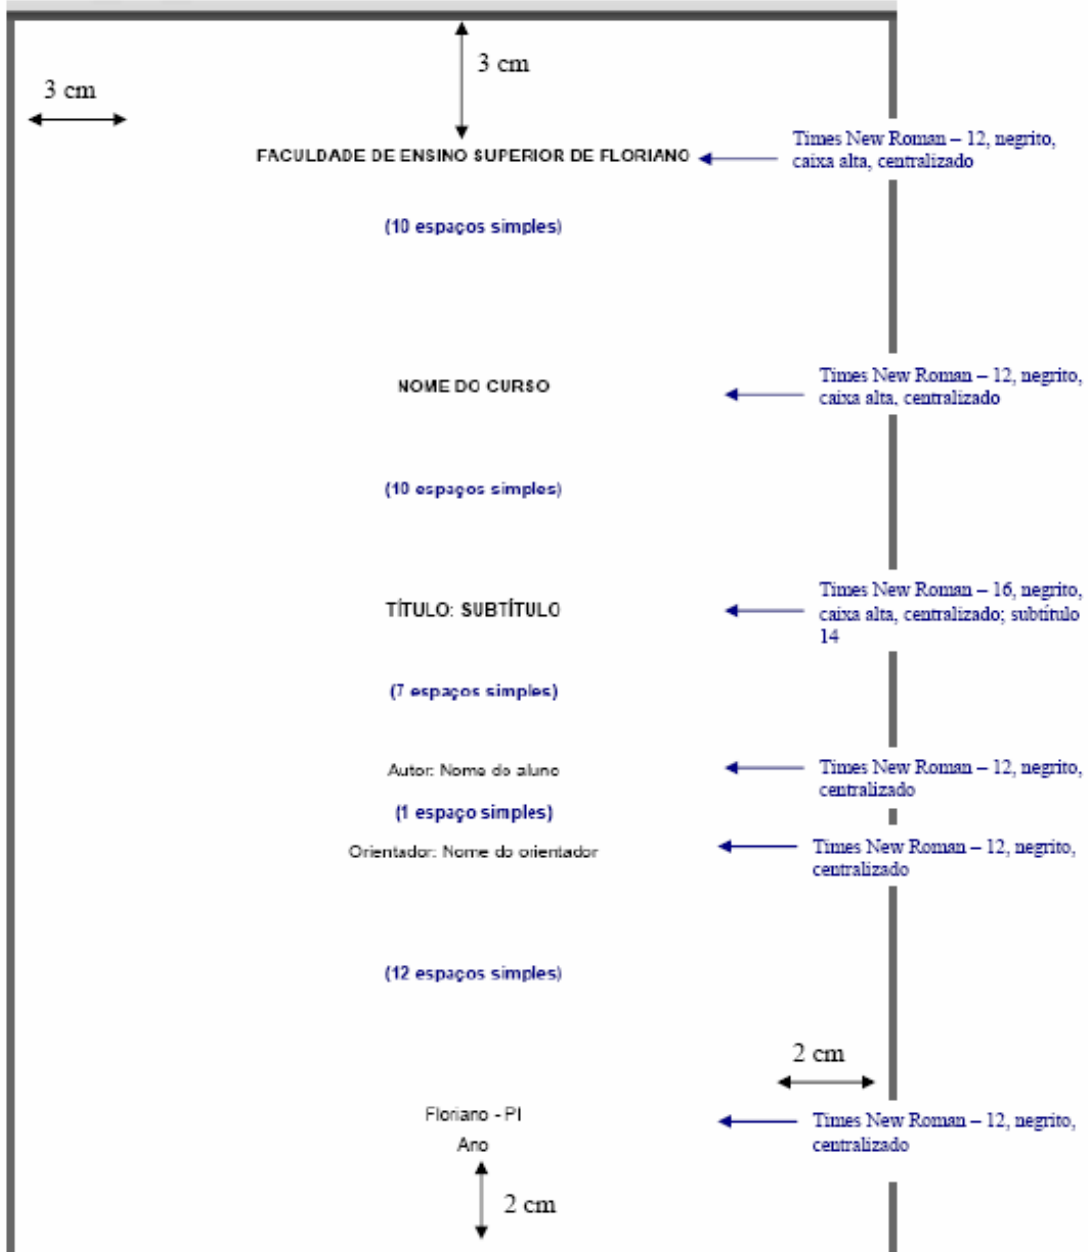 3 cm
3 cm
FACULDADE DE ENSINO SUPERIOR DE FLORIANO
Times New Roman – 12, negrito,
caixa alta, centralizado
(10 espaços simples)
NOME DO CURSO
Times New Roman – 12, negrito,
caixa alta, centralizado
(10 espaços simples)
TÍTULO: SUBTÍTULO
Times New Roman – 16, negrito,
caixa alta, centralizado; subtítulo
14
(7 espaços simples)
Autor: Nome do aluno
Times New Roman – 12, negrito,
centralizado
(1 espaço simples)
Orientador: Nome do orientador
Times New Roman – 12, negrito,
centralizado
(12 espaços simples)
2 cm
Floriano - PI
Ano
Times New Roman – 12, negrito,
centralizado
2 cm